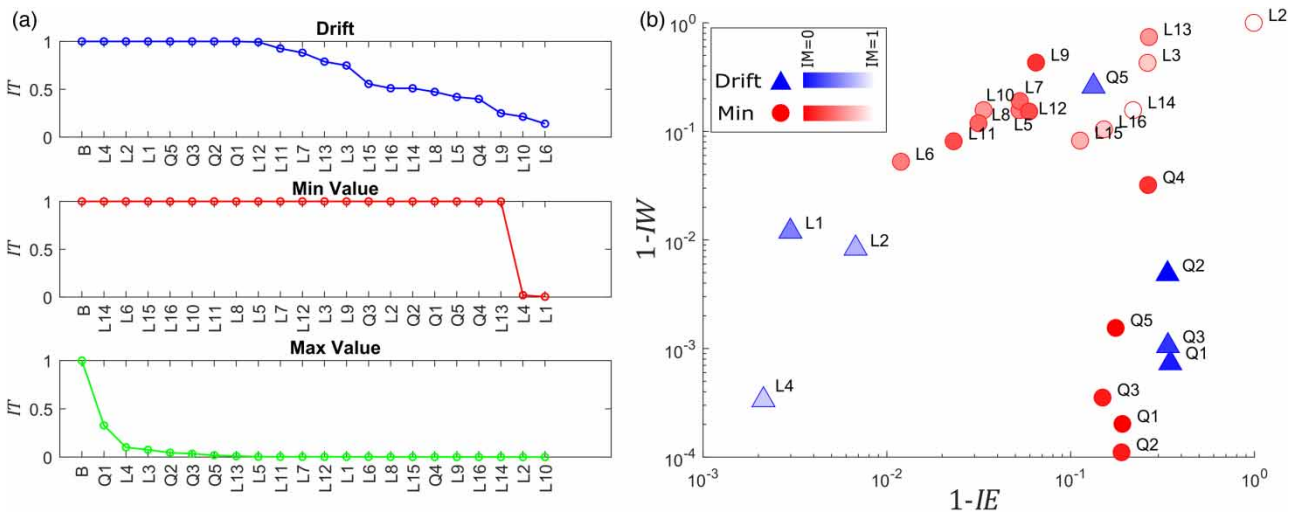 (a)
Drift
1
0.5
0
IT
B L4 L2 L1 Q5 Q3 Q2 Q1 L12 L11 L7 L13 L3 L15 L16 L14 L8 L5 Q4 L9 L10 L6
Min Value
1
0.5
0
IT
B L14 L6 L15 L16 L10 L11 L8 L5 L7 L12 L3 L9 Q3 L2 Q2 Q1 Q5 Q4 L13 L4 L1
Max Value
1
0.5
0
IT
B Q1 L4 L3 Q2 Q3 Q5 L13 L5 L11 L7 L12 L1 L6 L8 L15 Q4 L9 L16 L14 L2 L10
(b)
10^0
10^-1
10^-2
10^-3
10^-4
1-IW
IM=0 IM=1
Drift
Min
L2
L13
L9
L3
Q5
L10 L7
L14
L8 L12
L11 L5
L16
L15
L6
Q4
L1
L2
Q2
Q5
Q3
Q1
L4
Q3
Q1
Q2
10^-3 10^-2 10^-1 10^0
1-IE